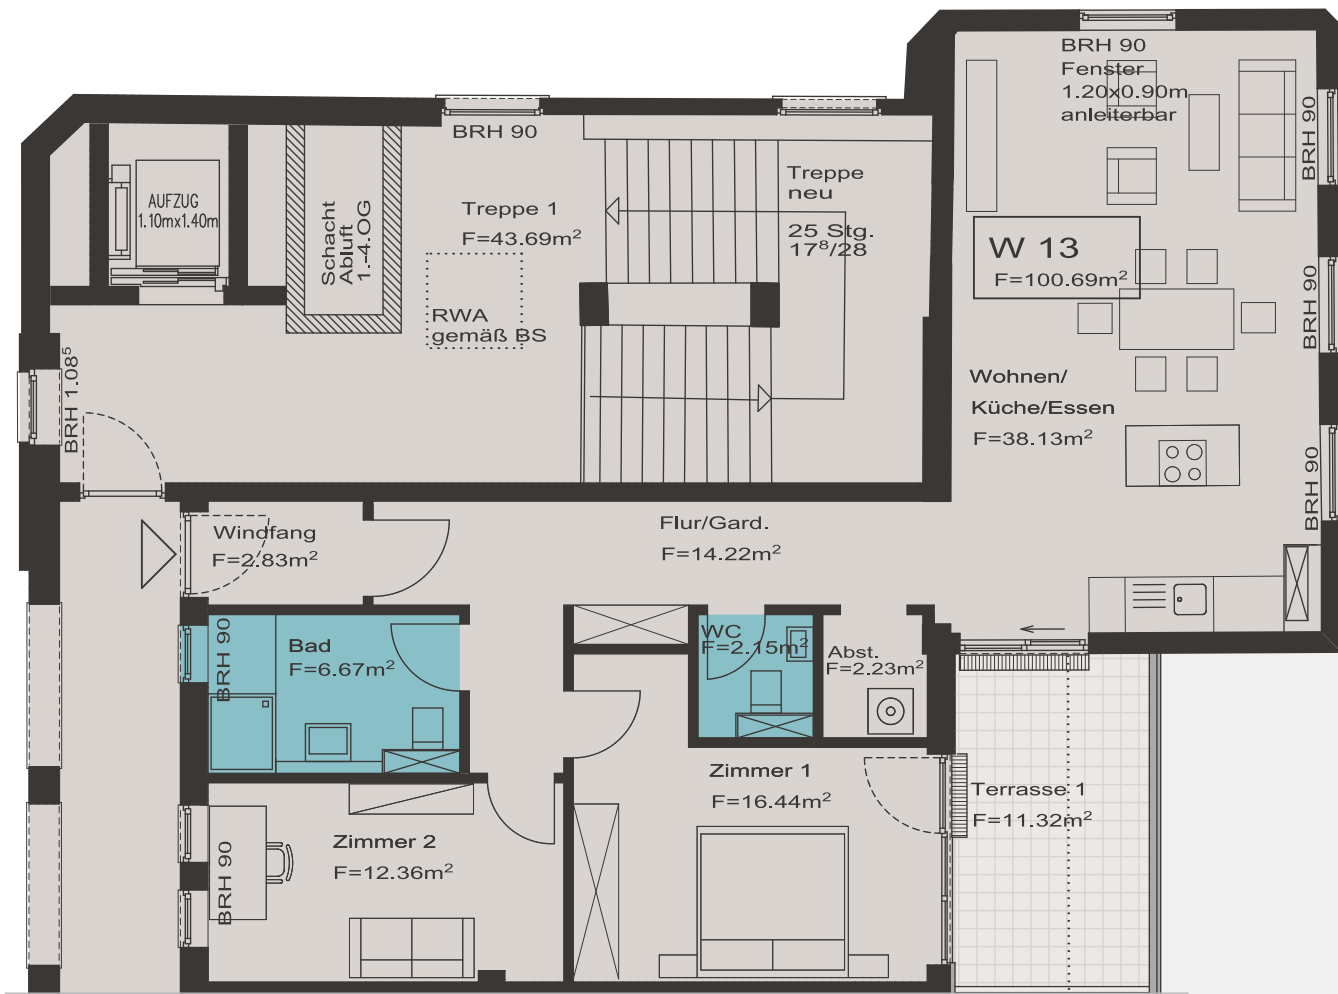 BRH 90
Fenster
1.20x0.90m
anleiterbar
BRH 90
BRH 90
AUFZUG
1.10mx1.40m
Schacht
Abluft
1.-4.OG
Treppe 1
F=43.69m²
Treppe
neu
25 Stg.
17⁸/28
W 13
F=100.69m²
RWA
gemäß BS
BRH 90
BRH 1.08⁵
Wohnen/
Küche/Essen
F=38.13m²
BRH 90
Windfang
F=2.83m²
Flur/Gard.
F=14.22m²
BRH 90
Bad
F=6.67m²
WC
F=2.15m²
Abst.
F=2.23m²
Zimmer 1
F=16.44m²
Terrasse 1
F=11.32m²
Zimmer 2
F=12.36m²
BRH 90